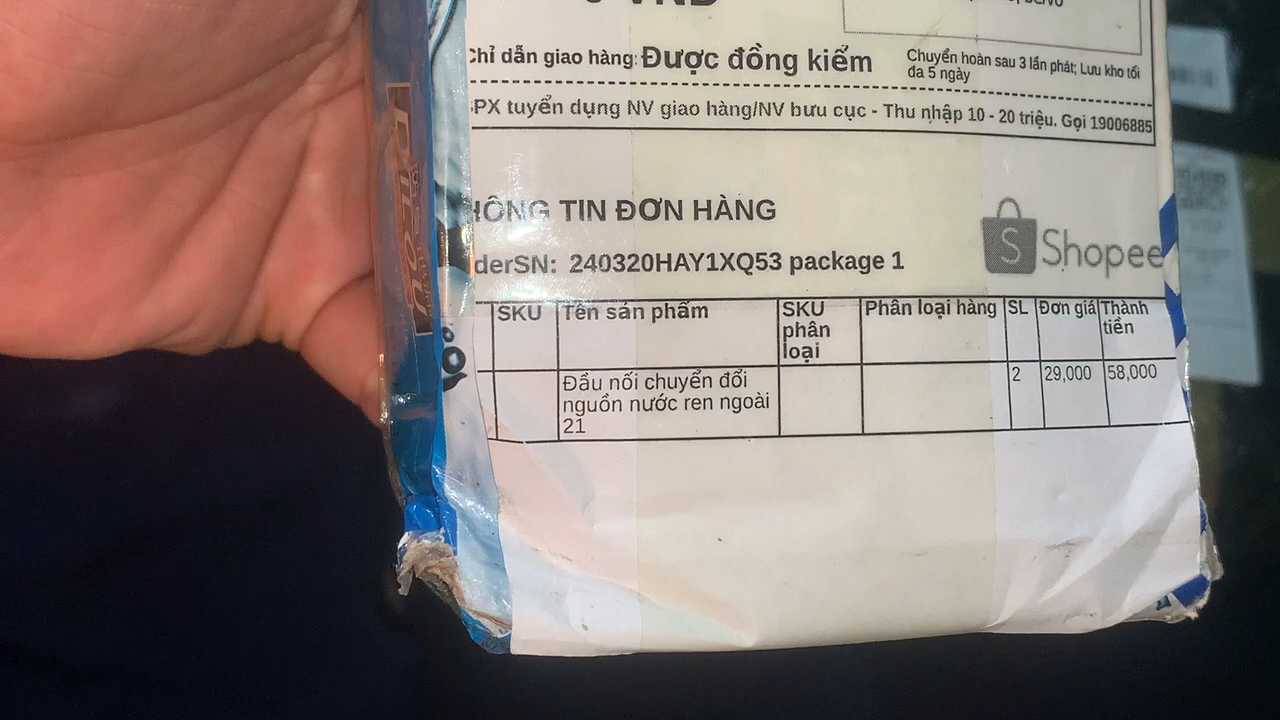 VND
Chỉ dẫn giao hàng: Được đồng kiểm
Chuyển hoàn sau 3 lần phát; Lưu kho tối
đa 5 ngày
SPX tuyển dụng NV giao hàng/NV bưu cục - Thu nhập 10 - 20 triệu. Gọi 19006885
THÔNG TIN ĐƠN HÀNG
S Shopee
derSN: 240320HAY1XQ53 package 1
SKU
Tên sản phẩm
SKU
phân
loại
Phân loại hàng
SL
Đơn giá
Thành
tiền
Đầu nối chuyển đổi
nguồn nước ren ngoài
21
2
29,000
58,000